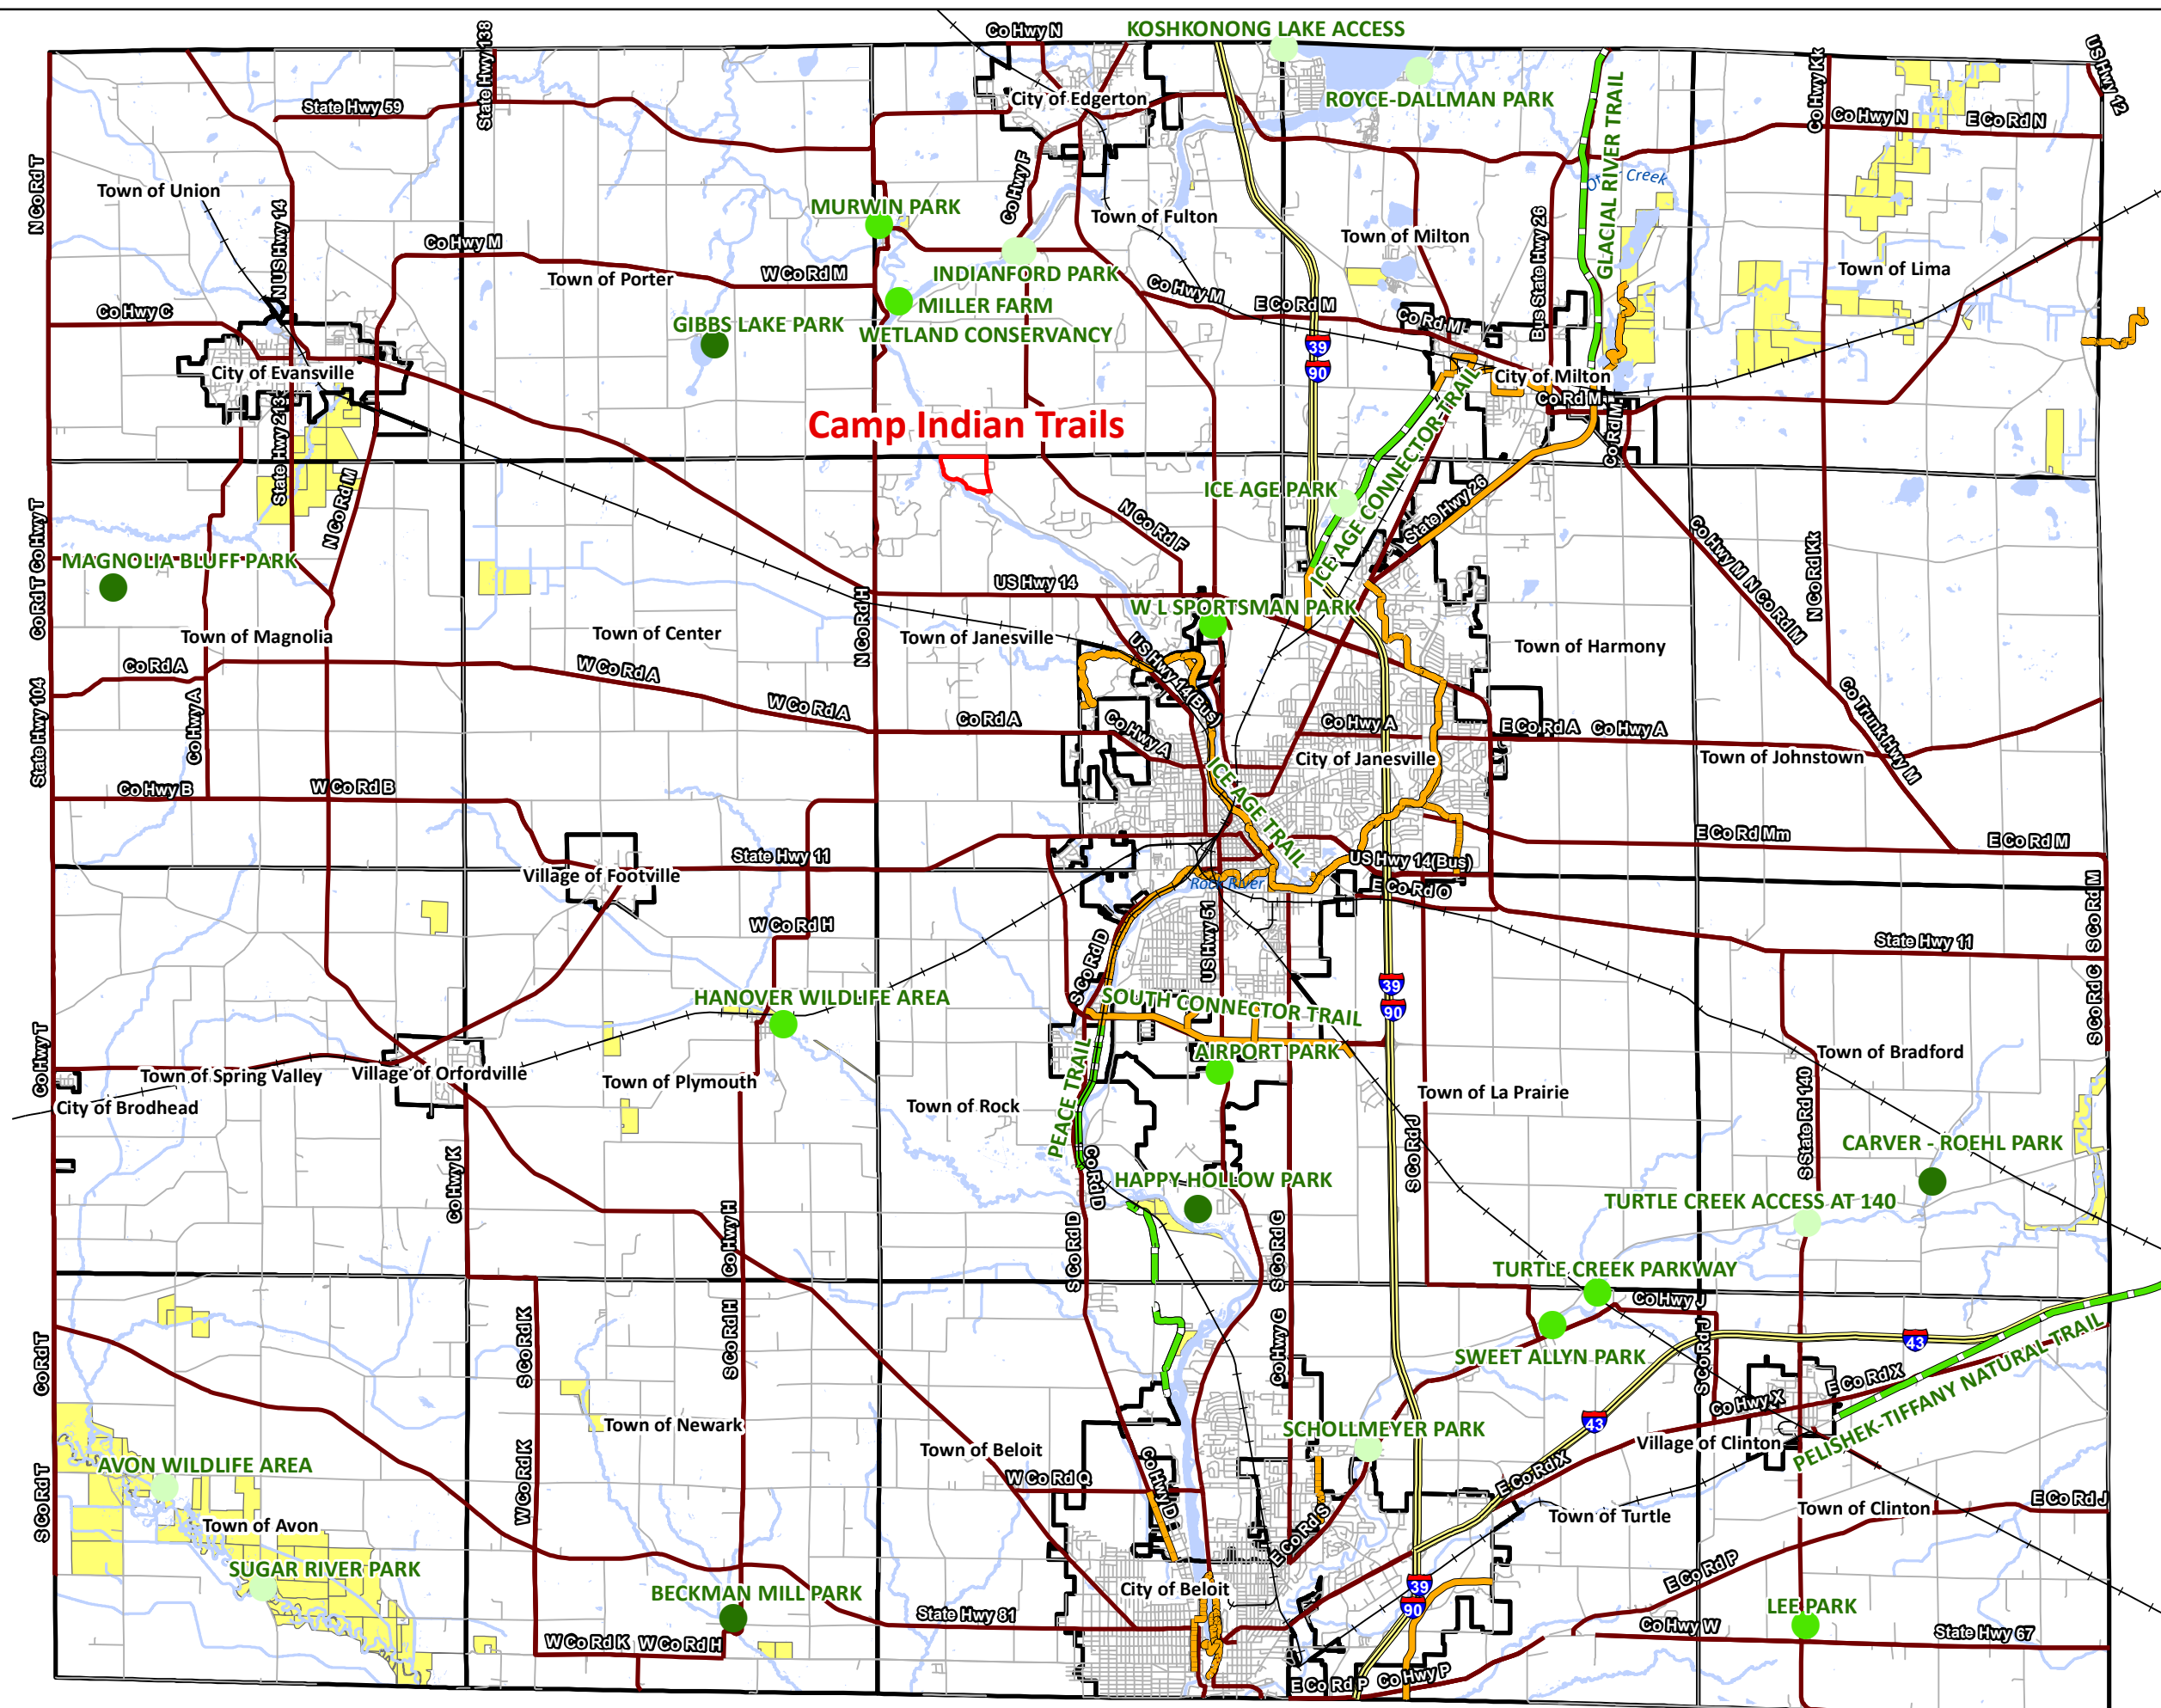 Co Hwy N
KOSHKONONG LAKE ACCESS
State Hwy 138
US Hwy 12
Co Hwy KK
City of Edgerton
ROYCE-DALLMAN PARK
State Hwy 59
Co Hwy N
E Co Rd N
N Co Rd T
Town of Union
Co Hwy F
GLACIAL RIVER TRAIL
Creek
MURWIN PARK
Town of Fulton
N US Hwy 14
Co Hwy M
Town of Milton
Bus State Hwy 26
Town of Lima
Town of Porter
W Co Rd M
INDIANFORD PARK
Co Hwy M
E Co Rd M
Co Hwy C
MILLER FARM
WETLAND CONSERVANCY
GIBBS LAKE PARK
Co Rd M
39
90
City of Evansville
City of Milton
Co Rd M
Co Rd M
State Hwy 213
Camp Indian Trails
ICE AGE CONNECTOR TRAIL
ICE AGE PARK
State Hwy 26
N Co Rd M
N Co Rd F
Co Hwy T
Co Hwy M
N Co Rd M
N Co Rd Kk
MAGNOLIA BLUFF PARK
US Hwy 14
Co Rd T
N Co Rd H
W L SPORTSMAN PARK
Town of Magnolia
Town of Center
Town of Janesville
US Hwy 14(Bus)
Town of Harmony
Co Rd A
W Co Rd A
W Co Rd A
Co Rd A
State Hwy 104
Co Hwy A
Co Hwy A
Co Hwy A
E Co Rd A
Co Hwy A
Co Trunk Hwy M
Town of Johnstown
City of Janesville
Co Hwy B
W Co Rd B
ICE AGE TRAIL
E Co Rd Mm
E Co Rd M
State Hwy 11
US Hwy 14(Bus)
Village of Footville
Rock River
E Co Rd O
W Co Rd H
S Co Rd D
US Hwy 51
State Hwy 11
S Co Rd M
S Co Rd C
HANOVER WILDLIFE AREA
SOUTH CONNECTOR TRAIL
39
90
Co Hwy T
AIRPORT PARK
Town of Bradford
Town of Spring Valley
Village of Orfordville
Town of Plymouth
Town of La Prairie
City of Brodhead
Town of Rock
PEACE TRAIL
S Co Rd J
S State Rd 140
CARVER - ROEHL PARK
Co Hwy K
Co Rd D
HAPPY HOLLOW PARK
TURTLE CREEK ACCESS AT 140
Co Hwy H
S Co Rd D
S Co Rd G
TURTLE CREEK PARKWAY
Co Hwy J
Co Rd T
S Co Rd K
S Co Rd H
Co Hwy G
S Co Rd J
43
SWEET ALLYN PARK
PELISHEK-TIFFANY NATURAL TRAIL
E Co Rd X
Co Hwy X
43
Town of Newark
SCHOLLMEYER PARK
Village of Clinton
Town of Beloit
AVON WILDLIFE AREA
W Co Rd Q
S Co Rd T
W Co Rd K
Co Hwy D
E Co Rd X
E Co Rd J
Town of Clinton
Town of Turtle
Town of Avon
E Co Rd S
SUGAR RIVER PARK
E Co Rd P
BECKMAN MILL PARK
City of Beloit
39
90
LEE PARK
State Hwy 81
Co Hwy W
State Hwy 67
W Co Rd K
W Co Rd H
E Co Rd P
Co Hwy P